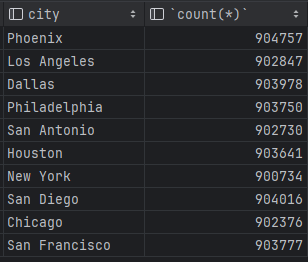 city `count(*)`
Phoenix 904757
Los Angeles 902847
Dallas 903978
Philadelphia 903750
San Antonio 902730
Houston 903641
New York 900734
San Diego 904016
Chicago 902376
San Francisco 903777